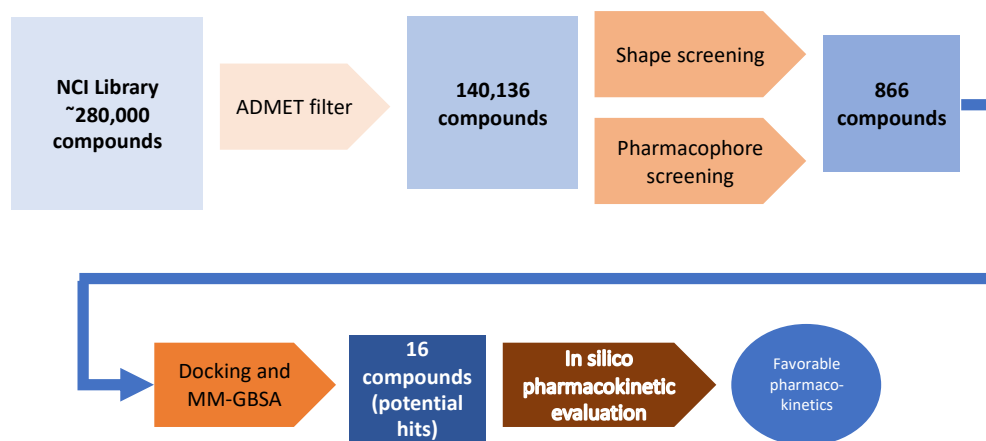 NCI Library
~280,000
compounds
ADMET filter
140,136
compounds
Shape screening
Pharmacophore
screening
866
compounds
Docking and
MM-GBSA
16
compounds
(potential
hits)
In silico
pharmacokinetic
evaluation
Favorable
pharmaco-
kinetics